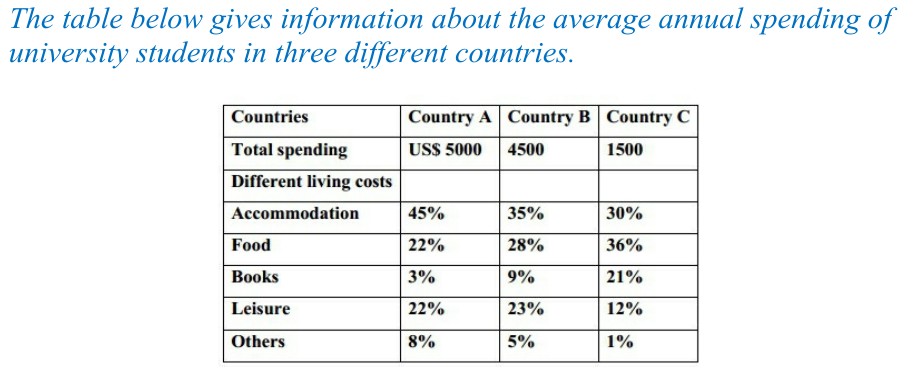 The table below gives information about the average annual spending of
university students in three different countries.
Countries Country A Country B Country C
Total spending US$ 5000 4500 1500
Different living costs
Accommodation 45% 35% 30%
Food 22% 28% 36%
Books 3% 9% 21%
Leisure 22% 23% 12%
Others 8% 5% 1%